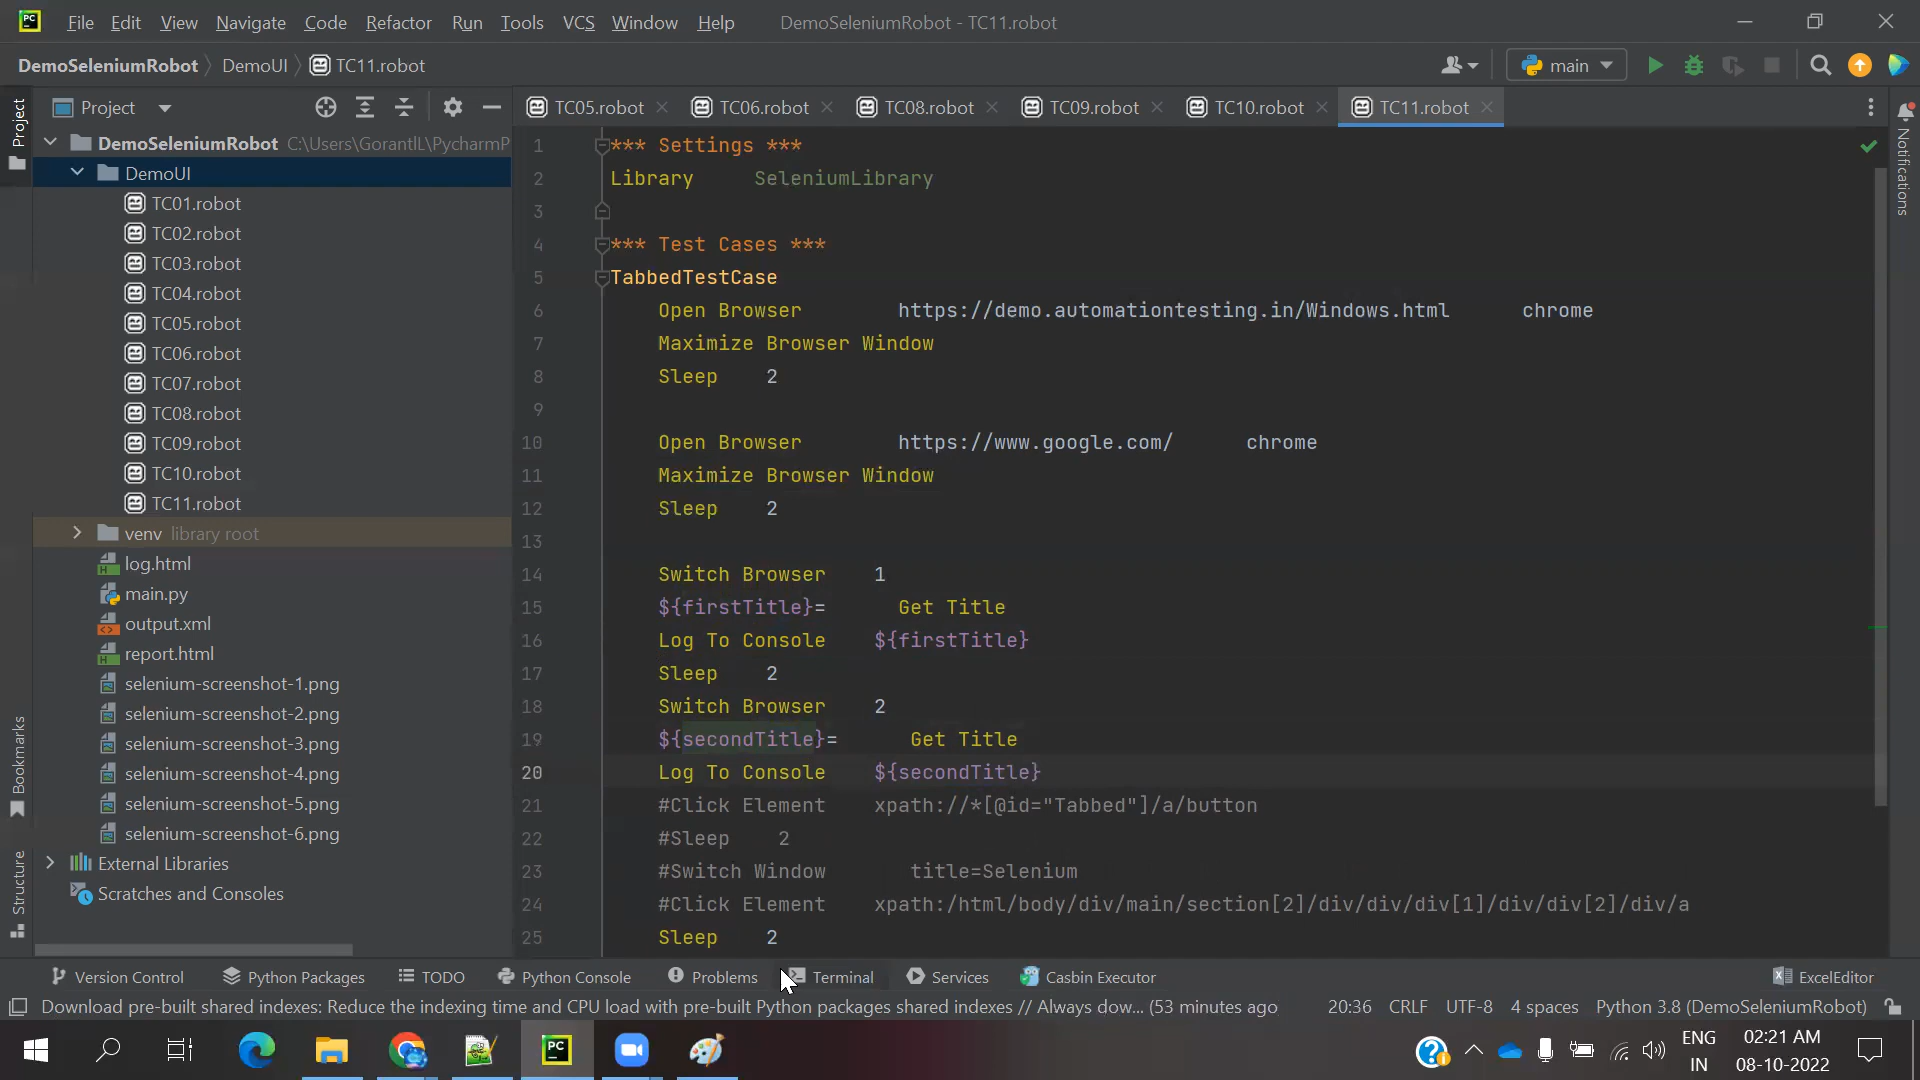 PC File Edit View Navigate Code Refactor Run Tools VCS Window Help DemoSeleniumRobot - TC11.robot
DemoSeleniumRobot DemoUI TC11.robot main
Project TC05.robot TC06.robot TC08.robot TC09.robot TC10.robot TC11.robot
Project
Notifications
Bookmarks
Structure
DemoSeleniumRobot C:\Users\GorantlL\PycharmP
DemoUI
TC01.robot
TC02.robot
TC03.robot
TC04.robot
TC05.robot
TC06.robot
TC07.robot
TC08.robot
TC09.robot
TC10.robot
TC11.robot
venv library root
log.html
main.py
output.xml
report.html
selenium-screenshot-1.png
selenium-screenshot-2.png
selenium-screenshot-3.png
selenium-screenshot-4.png
selenium-screenshot-5.png
selenium-screenshot-6.png
External Libraries
Scratches and Consoles
1 *** Settings ***
2 Library SeleniumLibrary
3
4 *** Test Cases ***
5 TabbedTestCase
6 Open Browser https://demo.automationtesting.in/Windows.html chrome
7 Maximize Browser Window
8 Sleep 2
9
10 Open Browser https://www.google.com/ chrome
11 Maximize Browser Window
12 Sleep 2
13
14 Switch Browser 1
15 ${firstTitle}= Get Title
16 Log To Console ${firstTitle}
17 Sleep 2
18 Switch Browser 2
19 ${secondTitle}= Get Title
20 Log To Console ${secondTitle}
21 #Click Element xpath://*[@id="Tabbed"]/a/button
22 #Sleep 2
23 #Switch Window title=Selenium
24 #Click Element xpath:/html/body/div/main/section[2]/div/div/div[1]/div/div[2]/div/a
25 Sleep 2
Version Control Python Packages TODO Python Console Problems Terminal Services Casbin Executor ExcelEditor
Download pre-built shared indexes: Reduce the indexing time and CPU load with pre-built Python packages shared indexes // Always dow... (53 minutes ago 20:36 CRLF UTF-8 4 spaces Python 3.8 (DemoSeleniumRobot)
PC ENG 02:21 AM
IN 08-10-2022